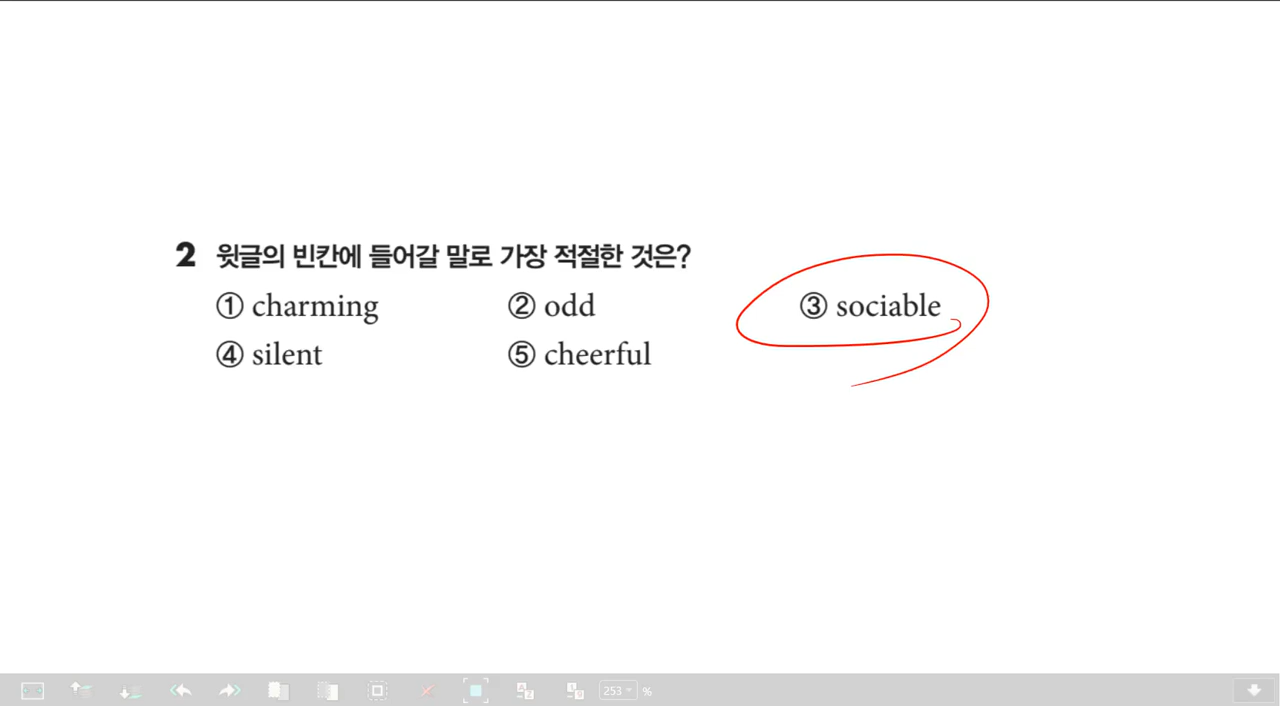 2 윗글의 빈칸에 들어갈 말로 가장 적절한 것은?
① charming ② odd ③ sociable
④ silent ⑤ cheerful
253 %